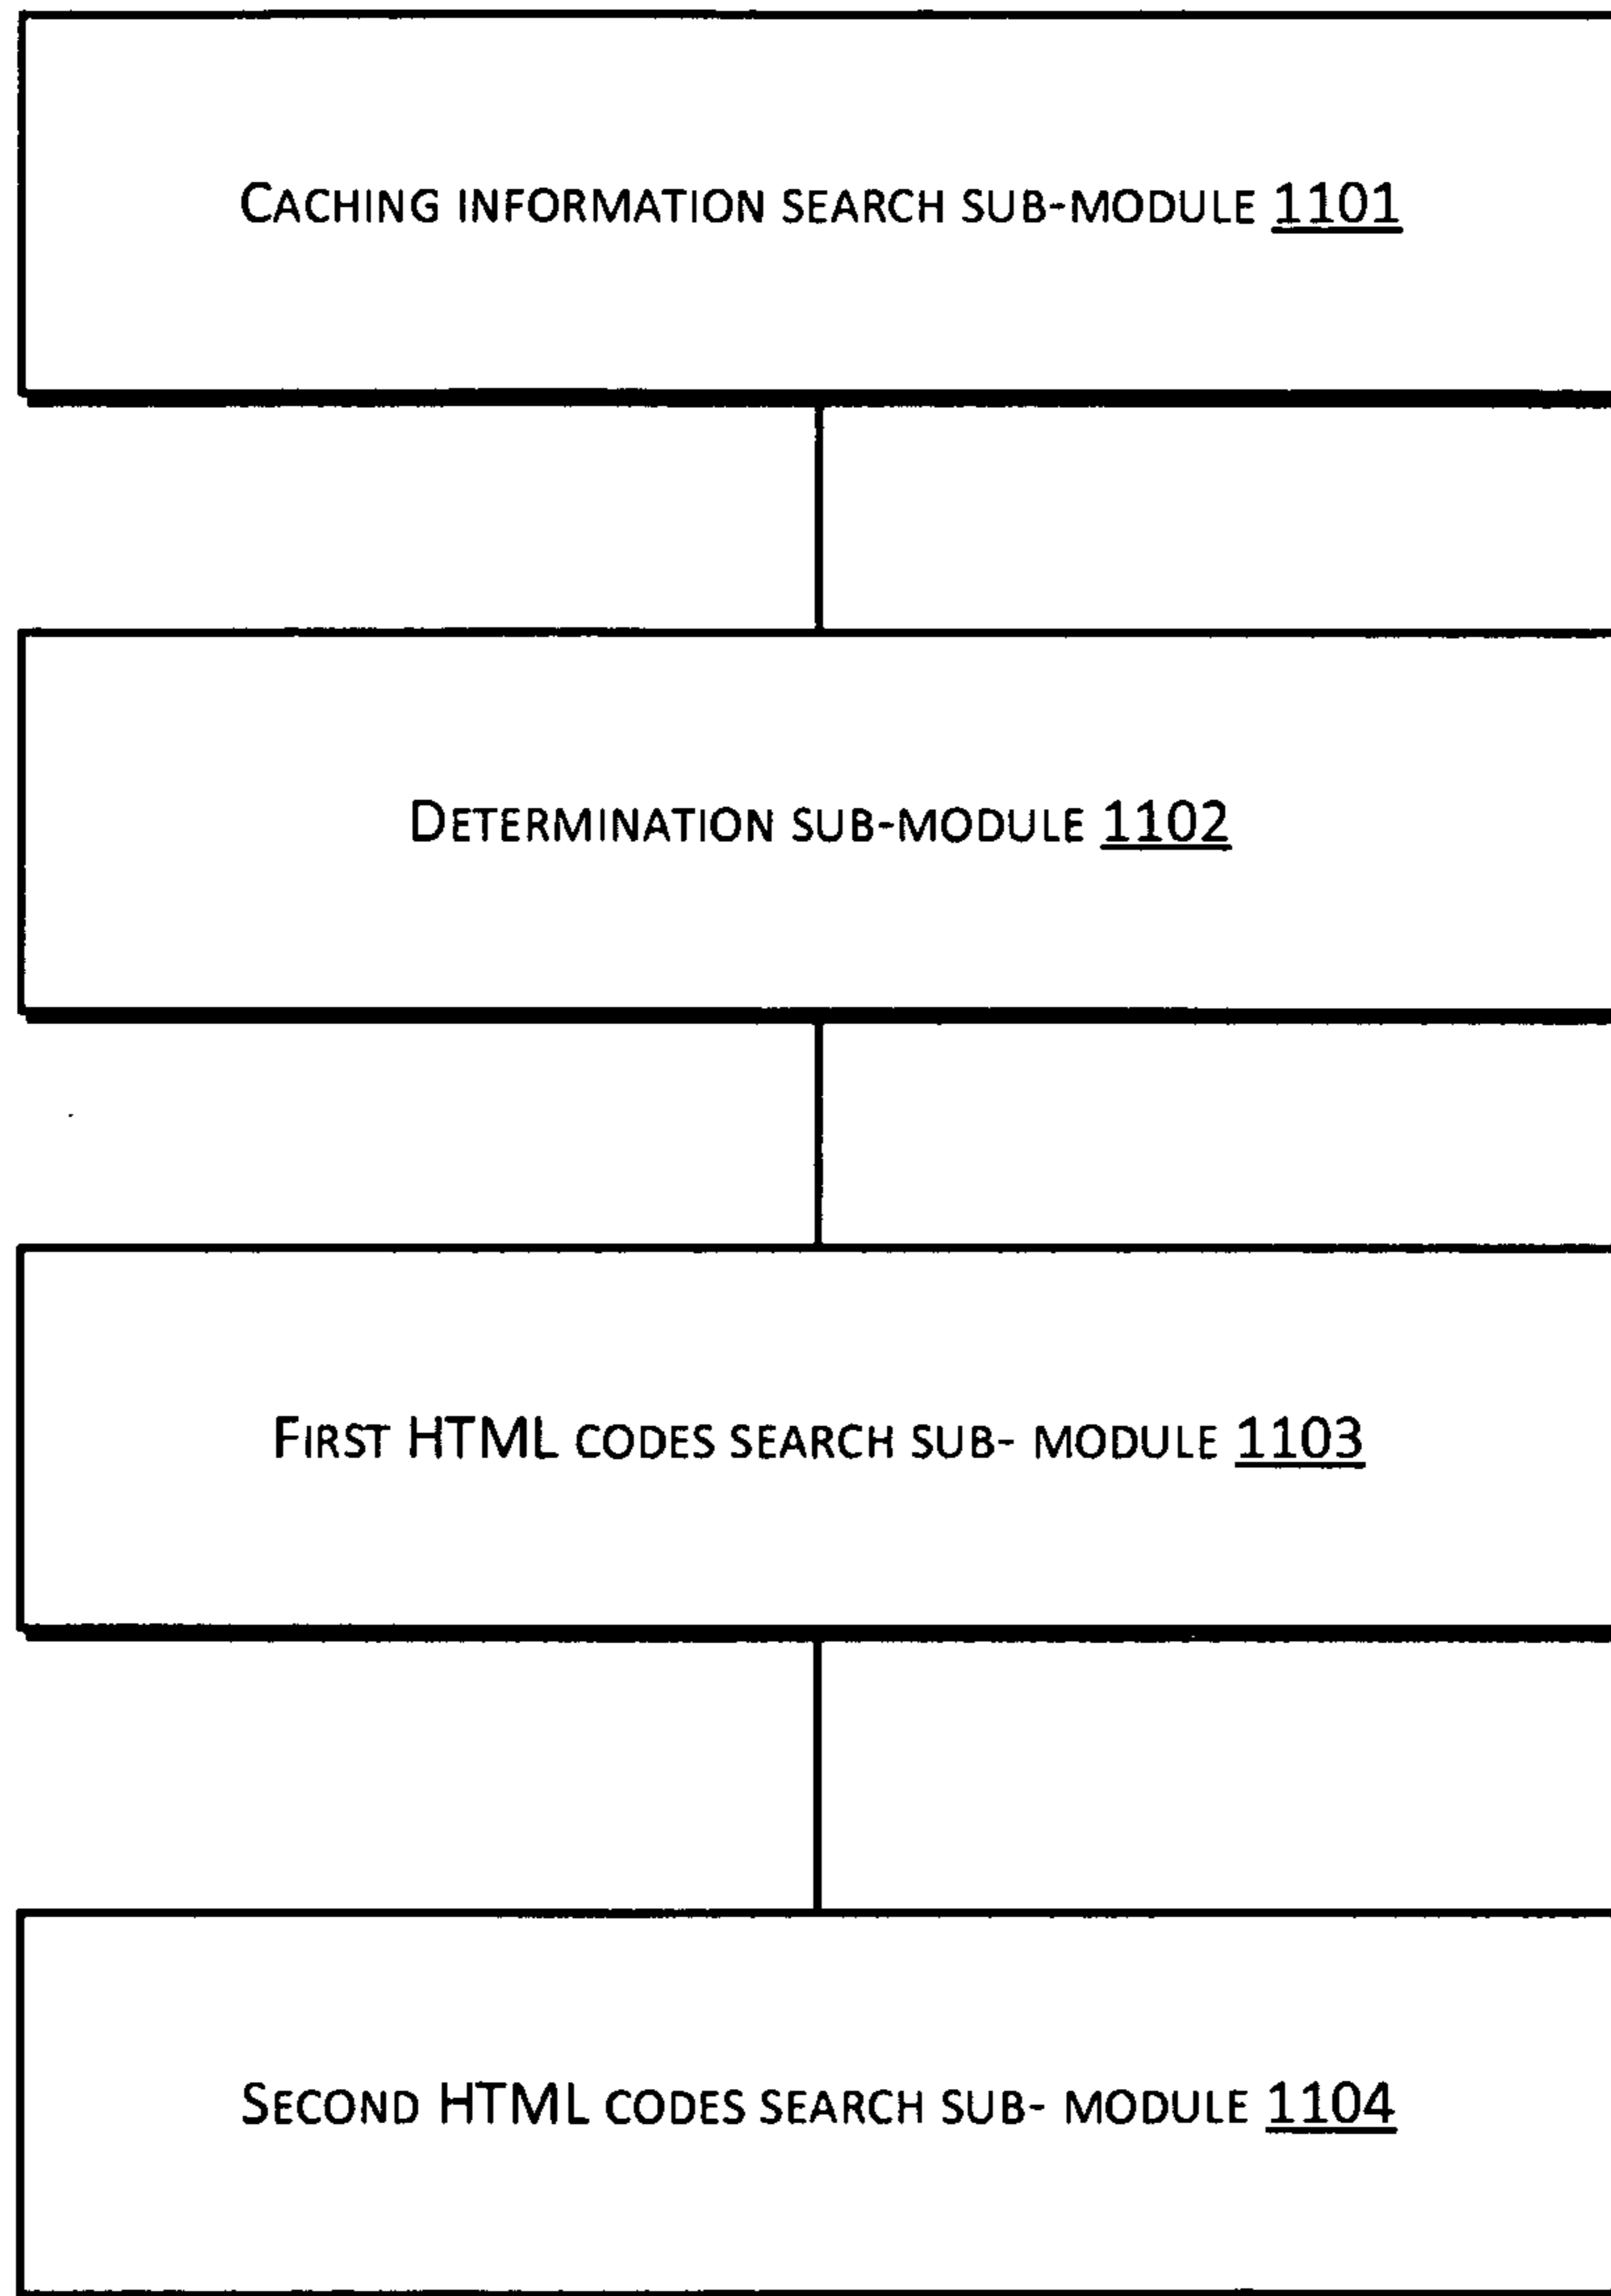 Caching information search sub-module 1101
Determination sub-module 1102
First HTML codes search sub- module 1103
Second HTML codes search sub- module 1104